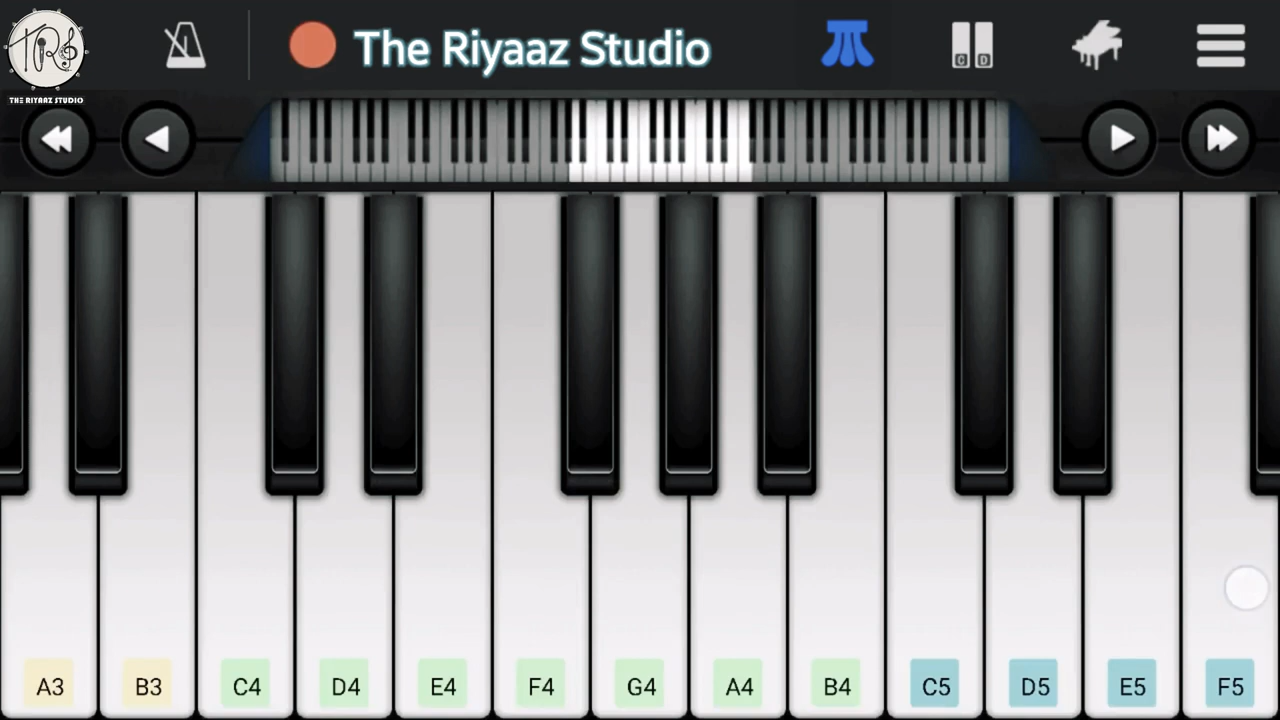 TRS
THE RIYAAZ STUDIO
The Riyaaz Studio
C D
A3 B3 C4 D4 E4 F4 G4 A4 B4 C5 D5 E5 F5